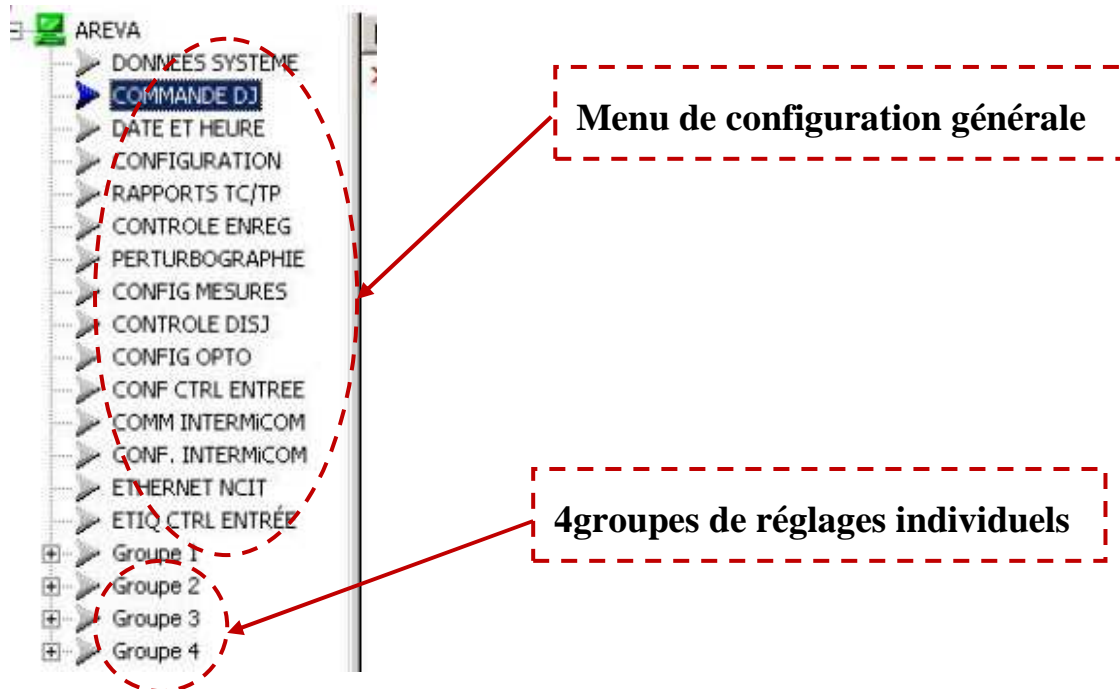 AREVA
DONNEES SYSTEME
COMMANDE DJ
DATE ET HEURE
CONFIGURATION
RAPPORTS TC/TP
CONTROLE ENREG
PERTURBOGRAPHIE
CONFIG MESURES
CONTROLE DISJ
CONFIG OPTO
CONF CTRL ENTREE
COMM INTERMiCOM
CONF. INTERMiCOM
ETHERNET NCIT
ETIQ CTRL ENTRÉE
Groupe 1
Groupe 2
Groupe 3
Groupe 4
Menu de configuration générale
4groupes de réglages individuels